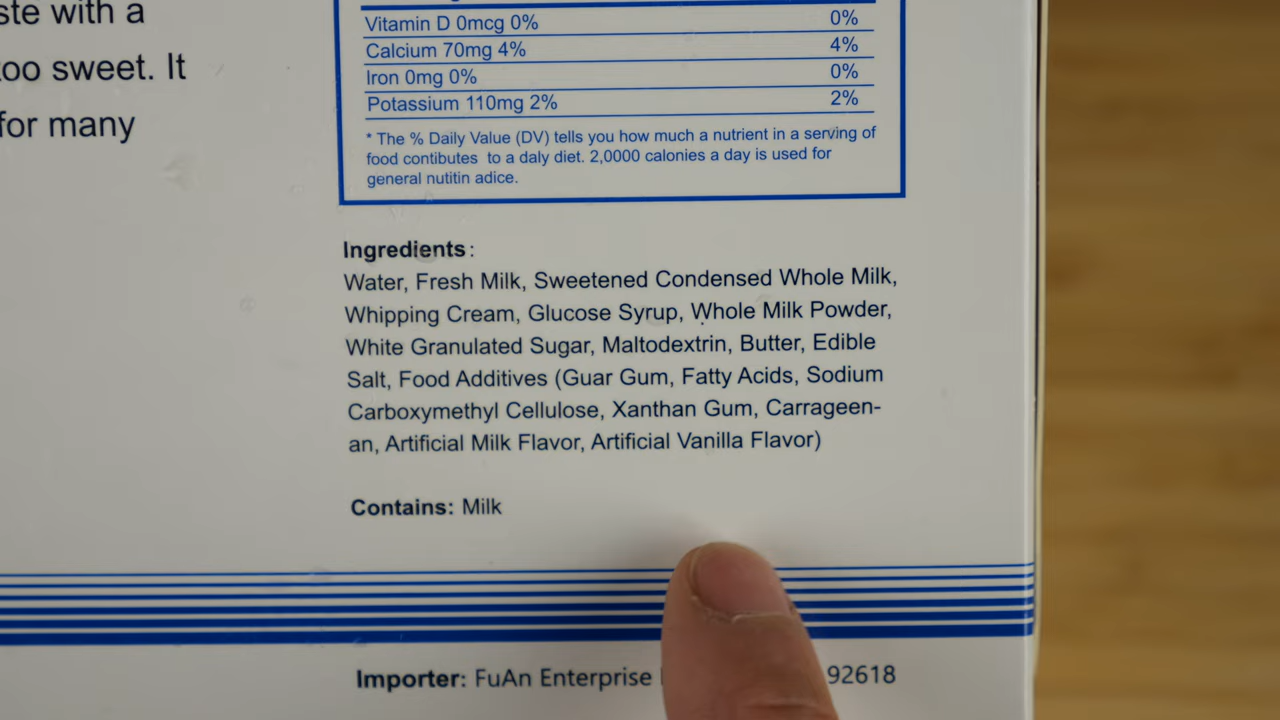 ste with a
too sweet. It
for many
Vitamin D 0mcg 0% 0%
Calcium 70mg 4% 4%
Iron 0mg 0% 0%
Potassium 110mg 2% 2%
* The % Daily Value (DV) tells you how much a nutrient in a serving of
food contibutes to a daly diet. 2,0000 calories a day is used for
general nutitin adice.
Ingredients:
Water, Fresh Milk, Sweetened Condensed Whole Milk,
Whipping Cream, Glucose Syrup, Whole Milk Powder,
White Granulated Sugar, Maltodextrin, Butter, Edible
Salt, Food Additives (Guar Gum, Fatty Acids, Sodium
Carboxymethyl Cellulose, Xanthan Gum, Carrageen-
an, Artificial Milk Flavor, Artificial Vanilla Flavor)
Contains: Milk
Importer: FuAn Enterprise 92618